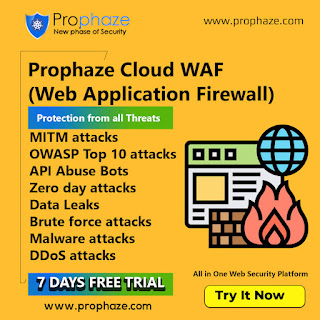 Prophaze
New phase of Security
www.prophaze.com
Prophaze Cloud WAF
(Web Application Firewall)
Protection from all Threats
MITM attacks
OWASP Top 10 attacks
API Abuse Bots
Zero day attacks
Data Leaks
Brute force attacks
Malware attacks
DDoS attacks
7 DAYS FREE TRIAL
www.prophaze.com
All in One Web Security Platform
Try It Now